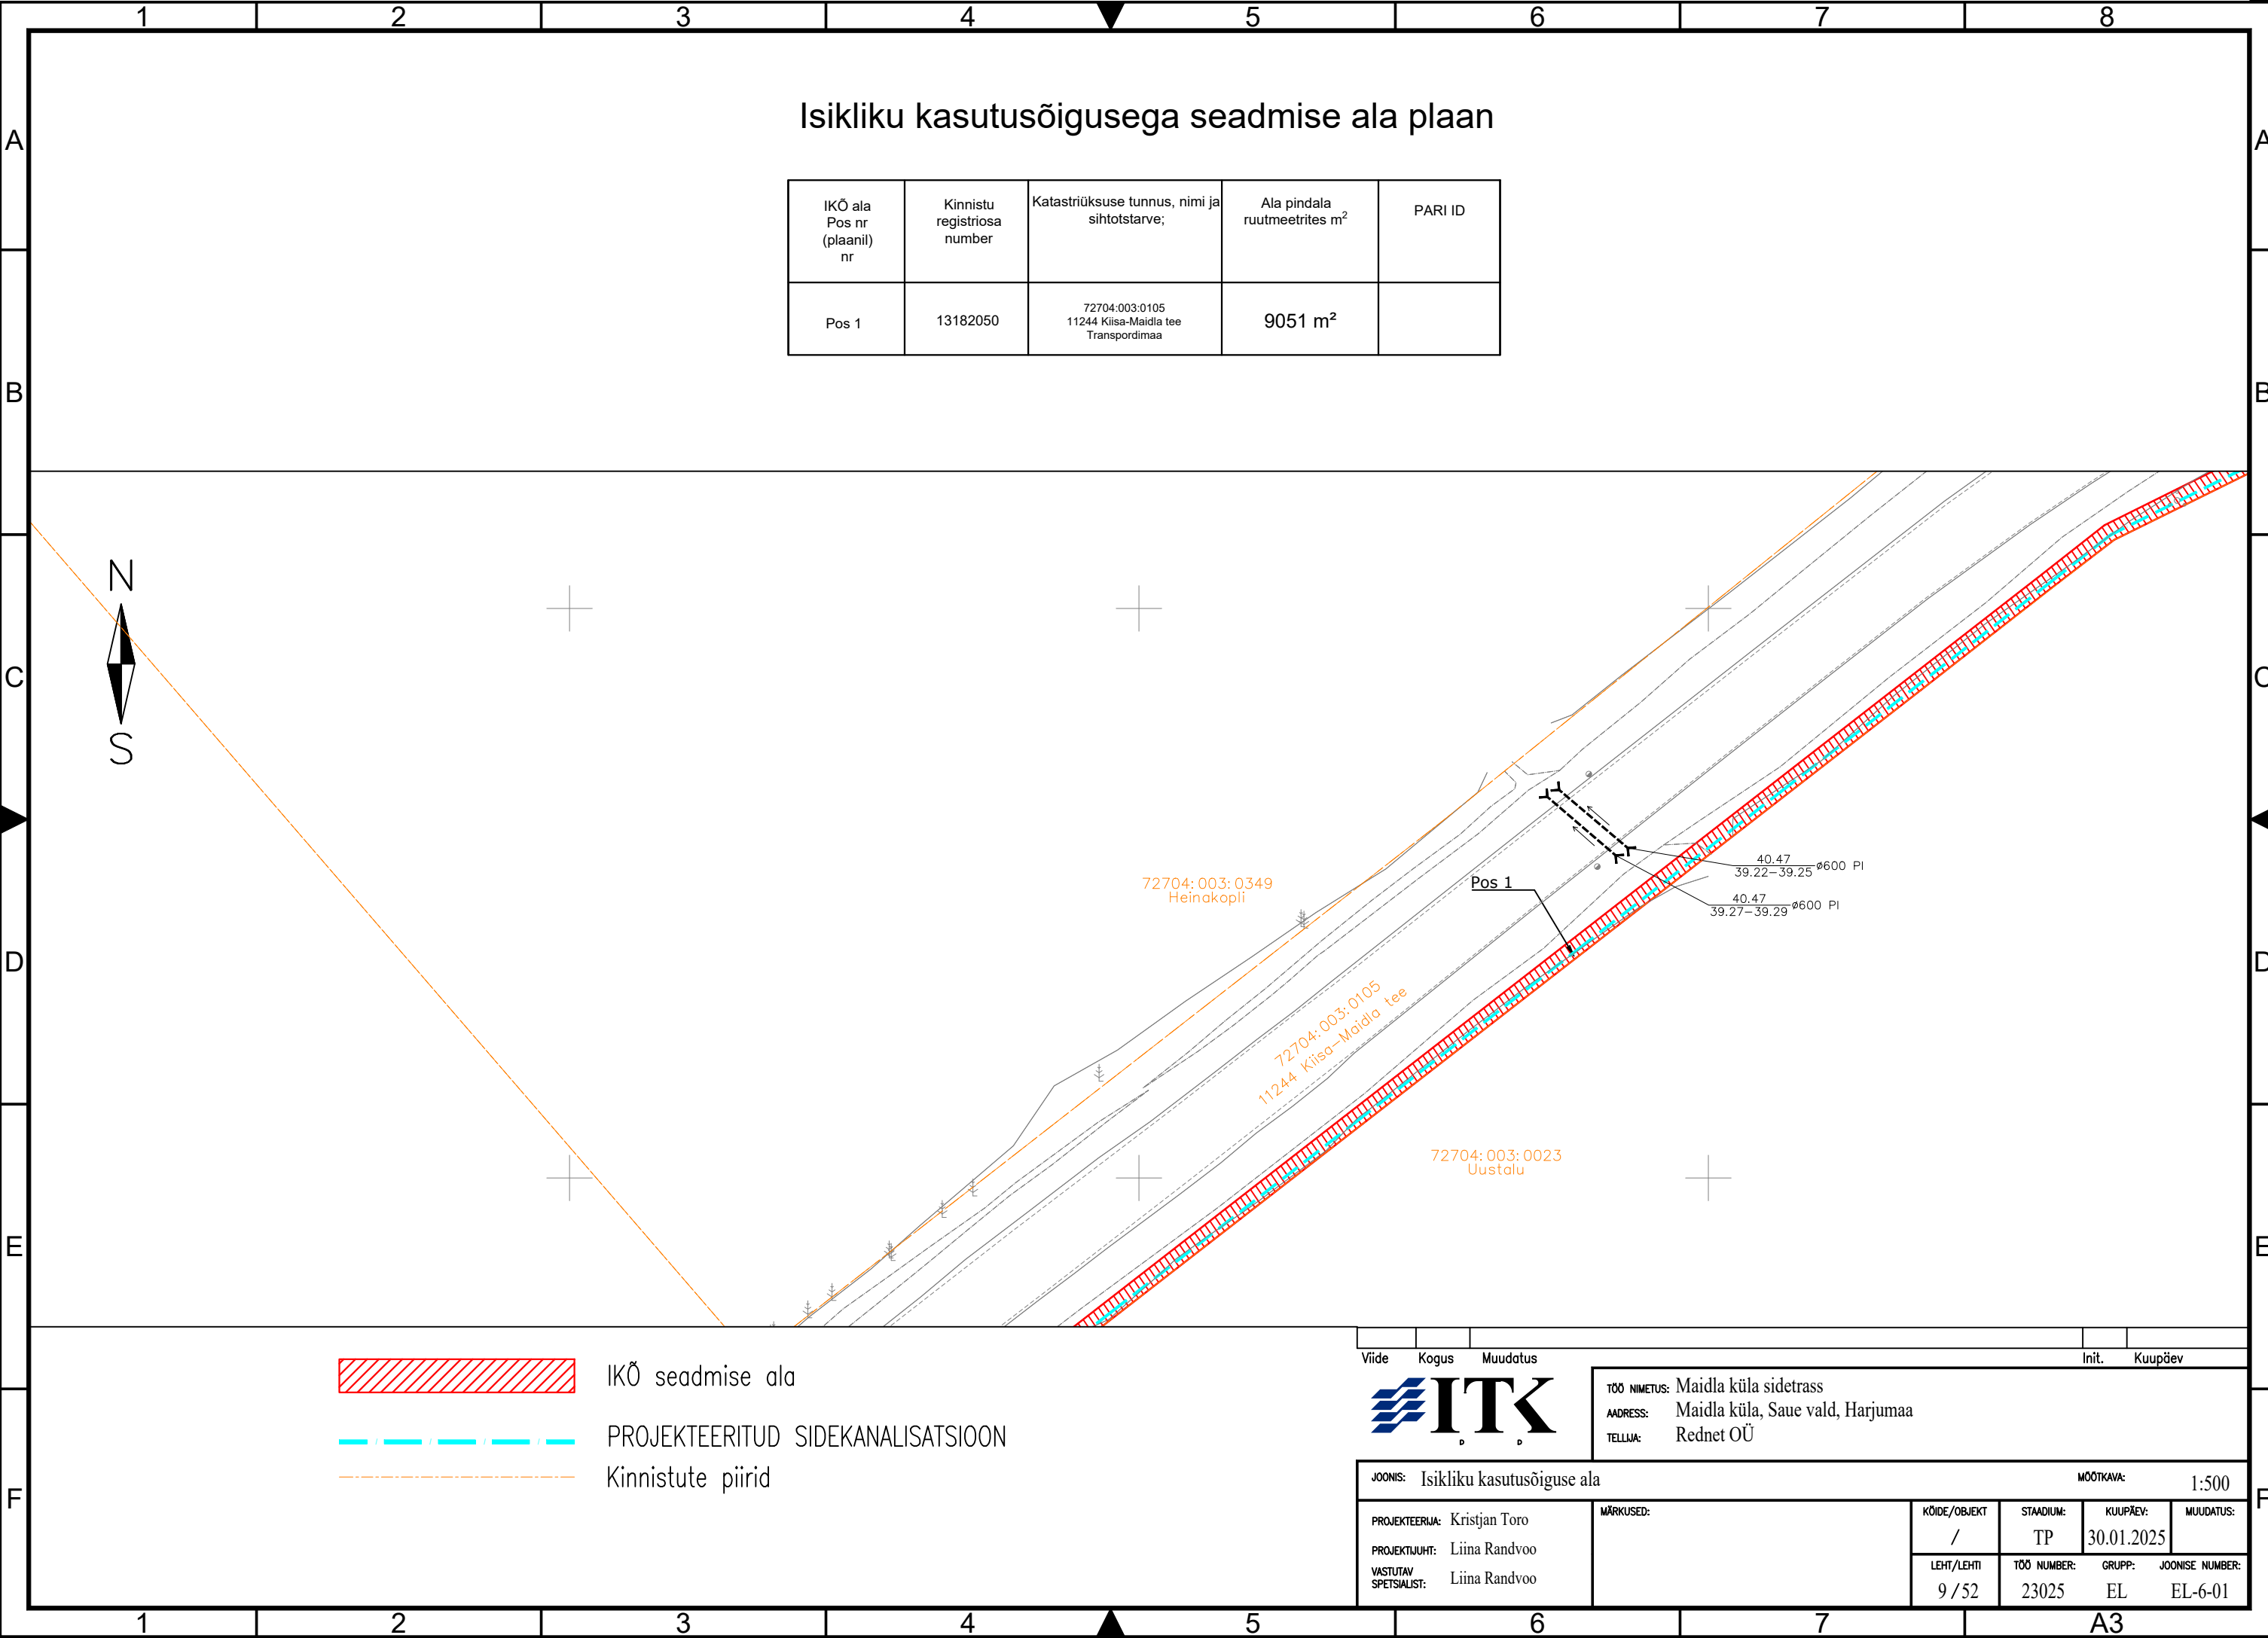 1 2 3 4 5 6 7 8
A A
B B
C C
D D
E E
F F
Isikliku kasutusõigusega seadmise ala plaan
IKÕ ala
Pos nr
(plaanil)
nr
Kinnistu
registriosa
number
Katastriüksuse tunnus, nimi ja
sihtotstarve;
Ala pindala
ruutmeetrites m²
PARI ID
Pos 1
13182050
72704:003:0105
11244 Kiisa-Maidla tee
Transpordimaa
9051 m²
N
S
72704:003:0349
Heinakopli
Pos 1
40.47
39.22-39.25 ø600 PI
40.47
39.27-39.29 ø600 PI
72704:003:0105
11244 Kiisa-Maidla tee
72704:003:0023
Uustalu
IKÕ seadmise ala
PROJEKTEERITUD SIDEKANALISATSIOON
Kinnistute piirid
Viide Kogus Muudatus Init. Kuupäev
ITK
TÖÖ NIMETUS: Maidla küla sidetrass
AADRESS: Maidla küla, Saue vald, Harjumaa
TELLIJA: Rednet OÜ
JOONIS: Isikliku kasutusõiguse ala
MÕÕTKAVA: 1:500
PROJEKTEERIJA: Kristjan Toro
PROJEKTIJUHT: Liina Randvoo
VASTUTAV
SPETSIALIST: Liina Randvoo
MÄRKUSED:
KÖIDE/OBJEKT STAADIUM: KUUPÄEV: MUUDATUS:
/ TP 30.01.2025
LEHT/LEHTI TÖÖ NUMBER: GRUPP: JOONISE NUMBER:
9 / 52 23025 EL EL-6-01
1 2 3 4 5 6 7 A3